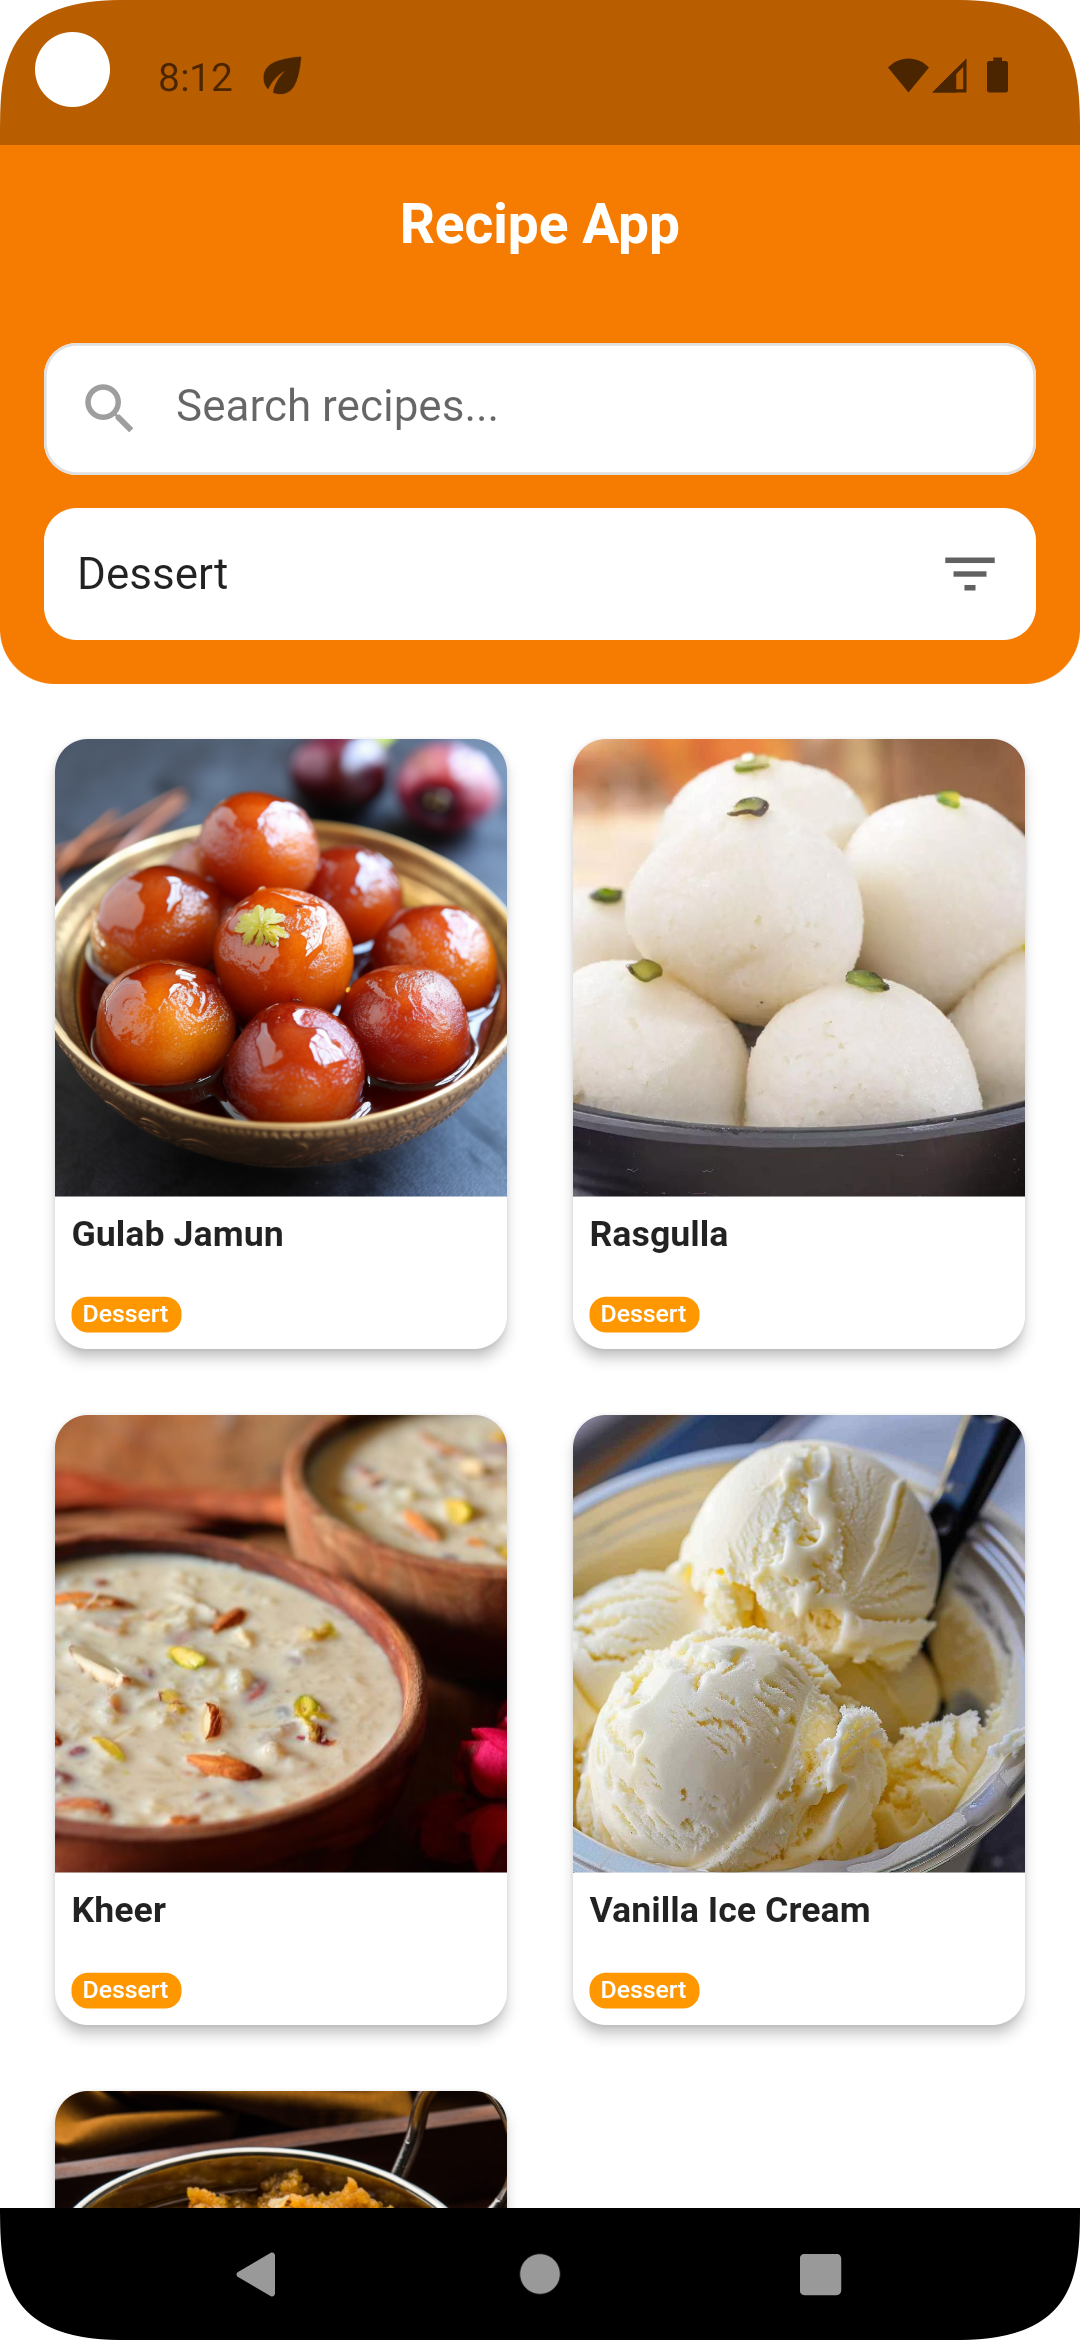 8:12
Recipe App
Search recipes...
Dessert
Gulab Jamun
Dessert
Rasgulla
Dessert
Kheer
Dessert
Vanilla Ice Cream
Dessert